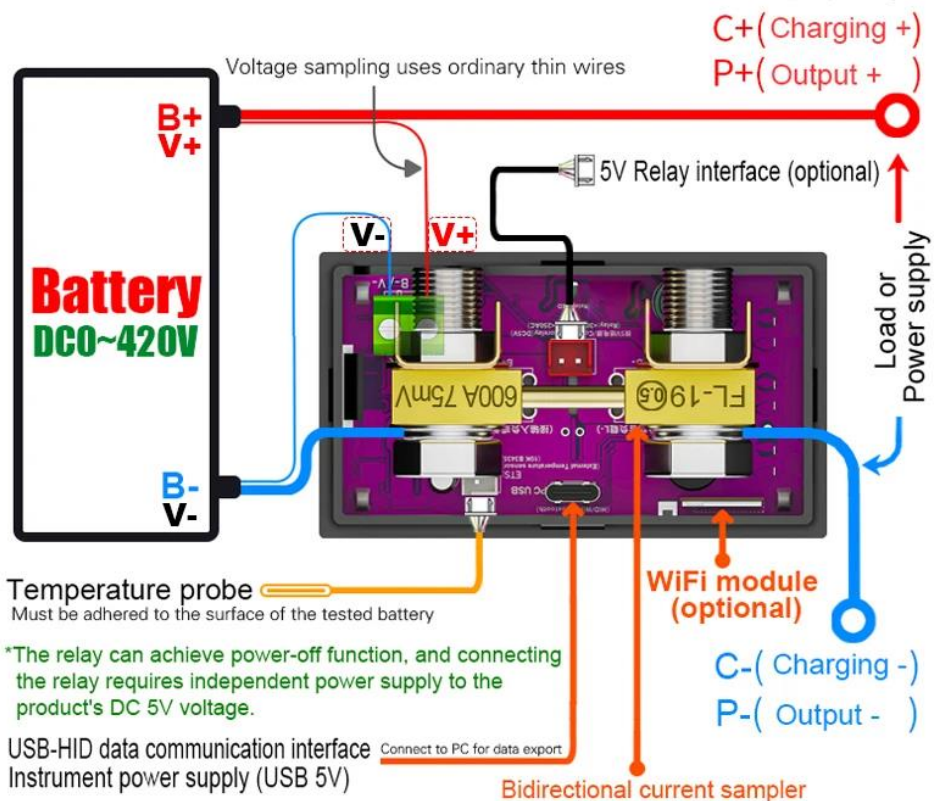 C+( Charging + )
P+( Output + )
Voltage sampling uses ordinary thin wires
B+
V+
5V Relay interface (optional)
V-
V+
Battery
DC0~420V
Load or
Power supply
600A 75mV
FL-19 0.5
B-
V-
PC USB
Temperature probe
Must be adhered to the surface of the tested battery
WiFi module
(optional)
*The relay can achieve power-off function, and connecting
the relay requires independent power supply to the
product's DC 5V voltage.
C-( Charging - )
P-( Output - )
USB-HID data communication interface
Connect to PC for data export
Instrument power supply (USB 5V)
Bidirectional current sampler